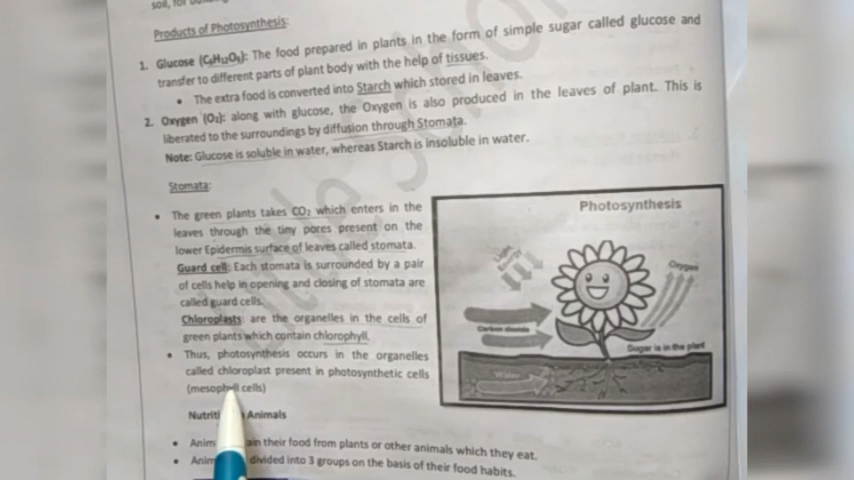 soil, for
Products of Photosynthesis:
1. Glucose (C₆H₁₂O₆): The food prepared in plants in the form of simple sugar called glucose and
transfer to different parts of plant body with the help of tissues.
• The extra food is converted into Starch which stored in leaves.
2. Oxygen (O₂): along with glucose, the Oxygen is also produced in the leaves of plant. This is
liberated to the surroundings by diffusion through Stomata.
Note: Glucose is soluble in water, whereas Starch is insoluble in water.
Stomata:
• The green plants takes CO₂ which enters in the
leaves through the tiny pores present on the
lower Epidermis surface of leaves called stomata.
Guard cell: Each stomata is surrounded by a pair
of cells help in opening and closing of stomata are
called guard cells.
Chloroplasts: are the organelles in the cells of
green plants which contain chlorophyll.
• Thus, photosynthesis occurs in the organelles
called chloroplast present in photosynthetic cells
(mesophyll cells)
Photosynthesis
Light
Energy
Oxygen
Carbon dioxide
Sugar is in the plant
Water
Animals
• their food from plants or other animals which they eat.
• divided into 3 groups on the basis of their food habits.
Little